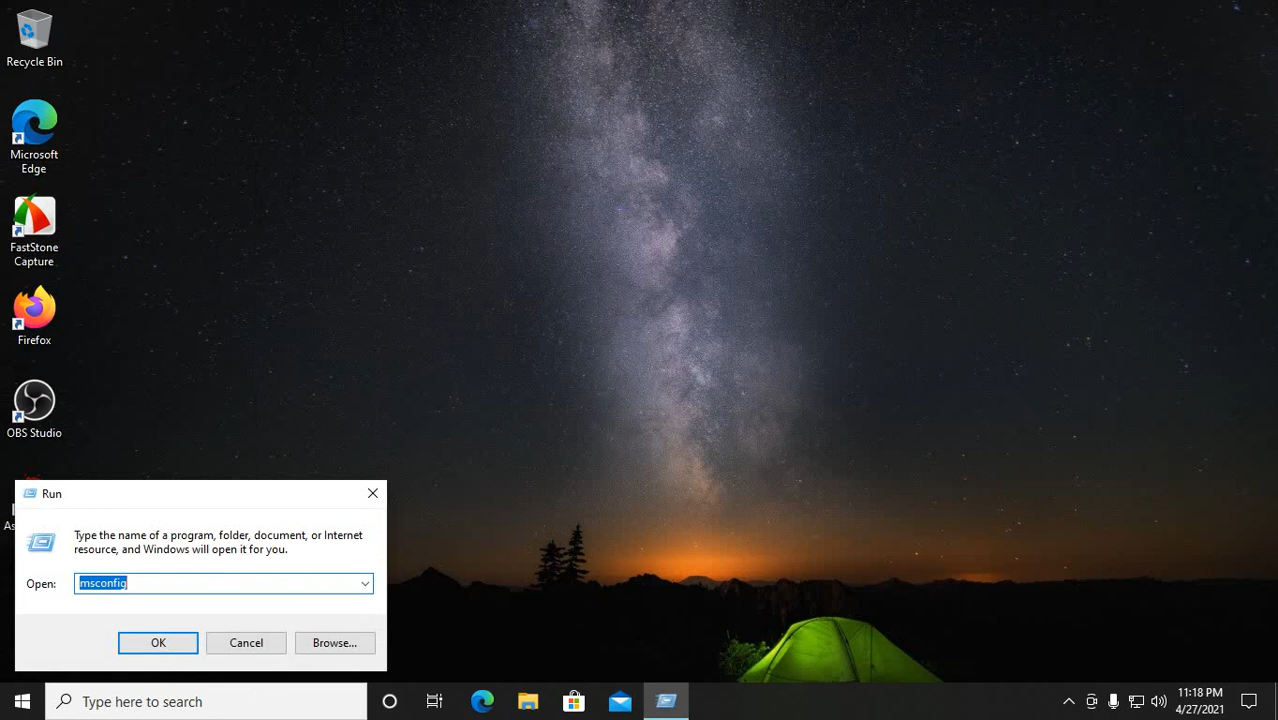 Recycle Bin
Microsoft
Edge
FastStone
Capture
Firefox
OBS Studio
As
Run
Type the name of a program, folder, document, or Internet
resource, and Windows will open it for you.
Open:
msconfig
OK
Cancel
Browse...
Type here to search
11:18 PM
4/27/2021